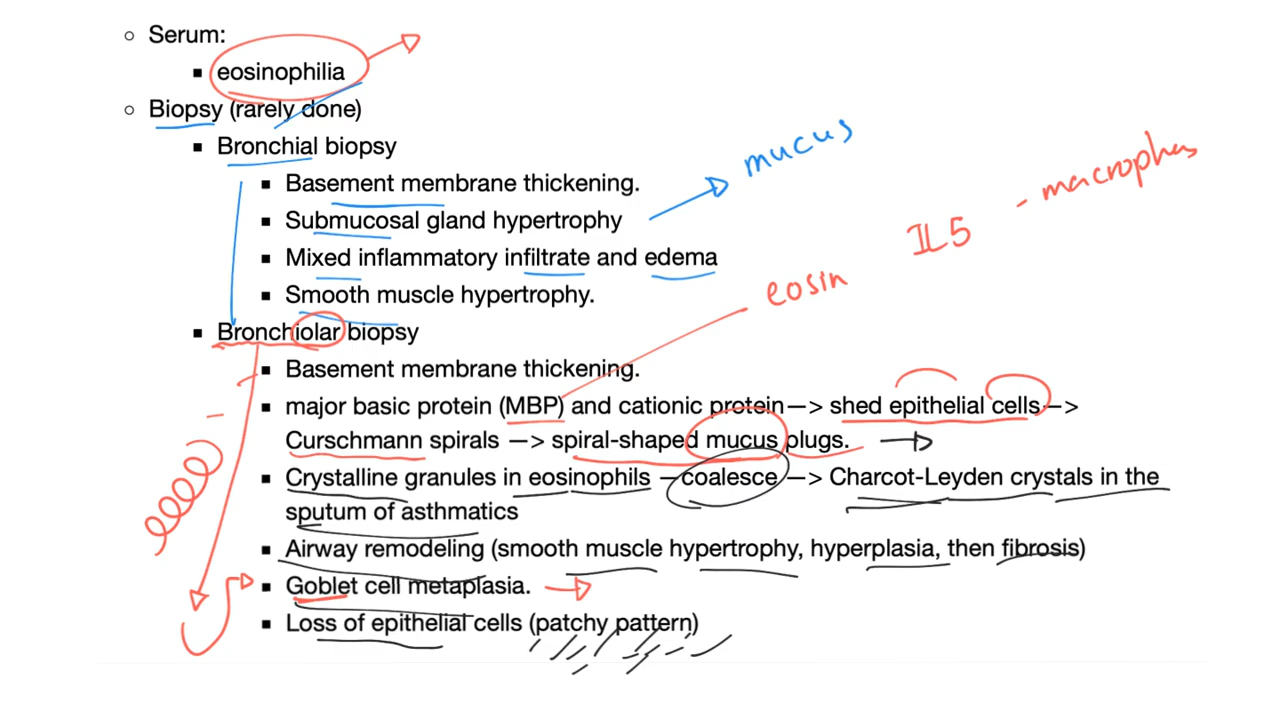 Serum:
eosinophilia
Biopsy (rarely done)
Bronchial biopsy
mucus
Basement membrane thickening.
- macrophas
Submucosal gland hypertrophy
IL5
Mixed inflammatory infiltrate and edema
eosin
Smooth muscle hypertrophy.
Bronchiolar biopsy
Basement membrane thickening.
major basic protein (MBP) and cationic protein—> shed epithelial cells—>
Curschmann spirals —> spiral-shaped mucus plugs.
Crystalline granules in eosinophils —coalesce—> Charcot-Leyden crystals in the
sputum of asthmatics
Airway remodeling (smooth muscle hypertrophy, hyperplasia, then fibrosis)
Goblet cell metaplasia.
Loss of epithelial cells (patchy pattern)